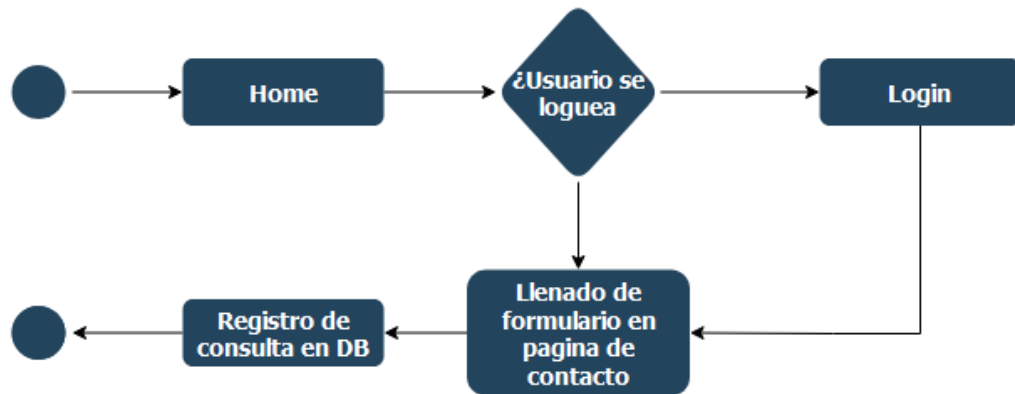 Home
¿Usuario se
loguea
Login
Llenado de
formulario en
pagina de
contacto
Registro de
consulta en DB